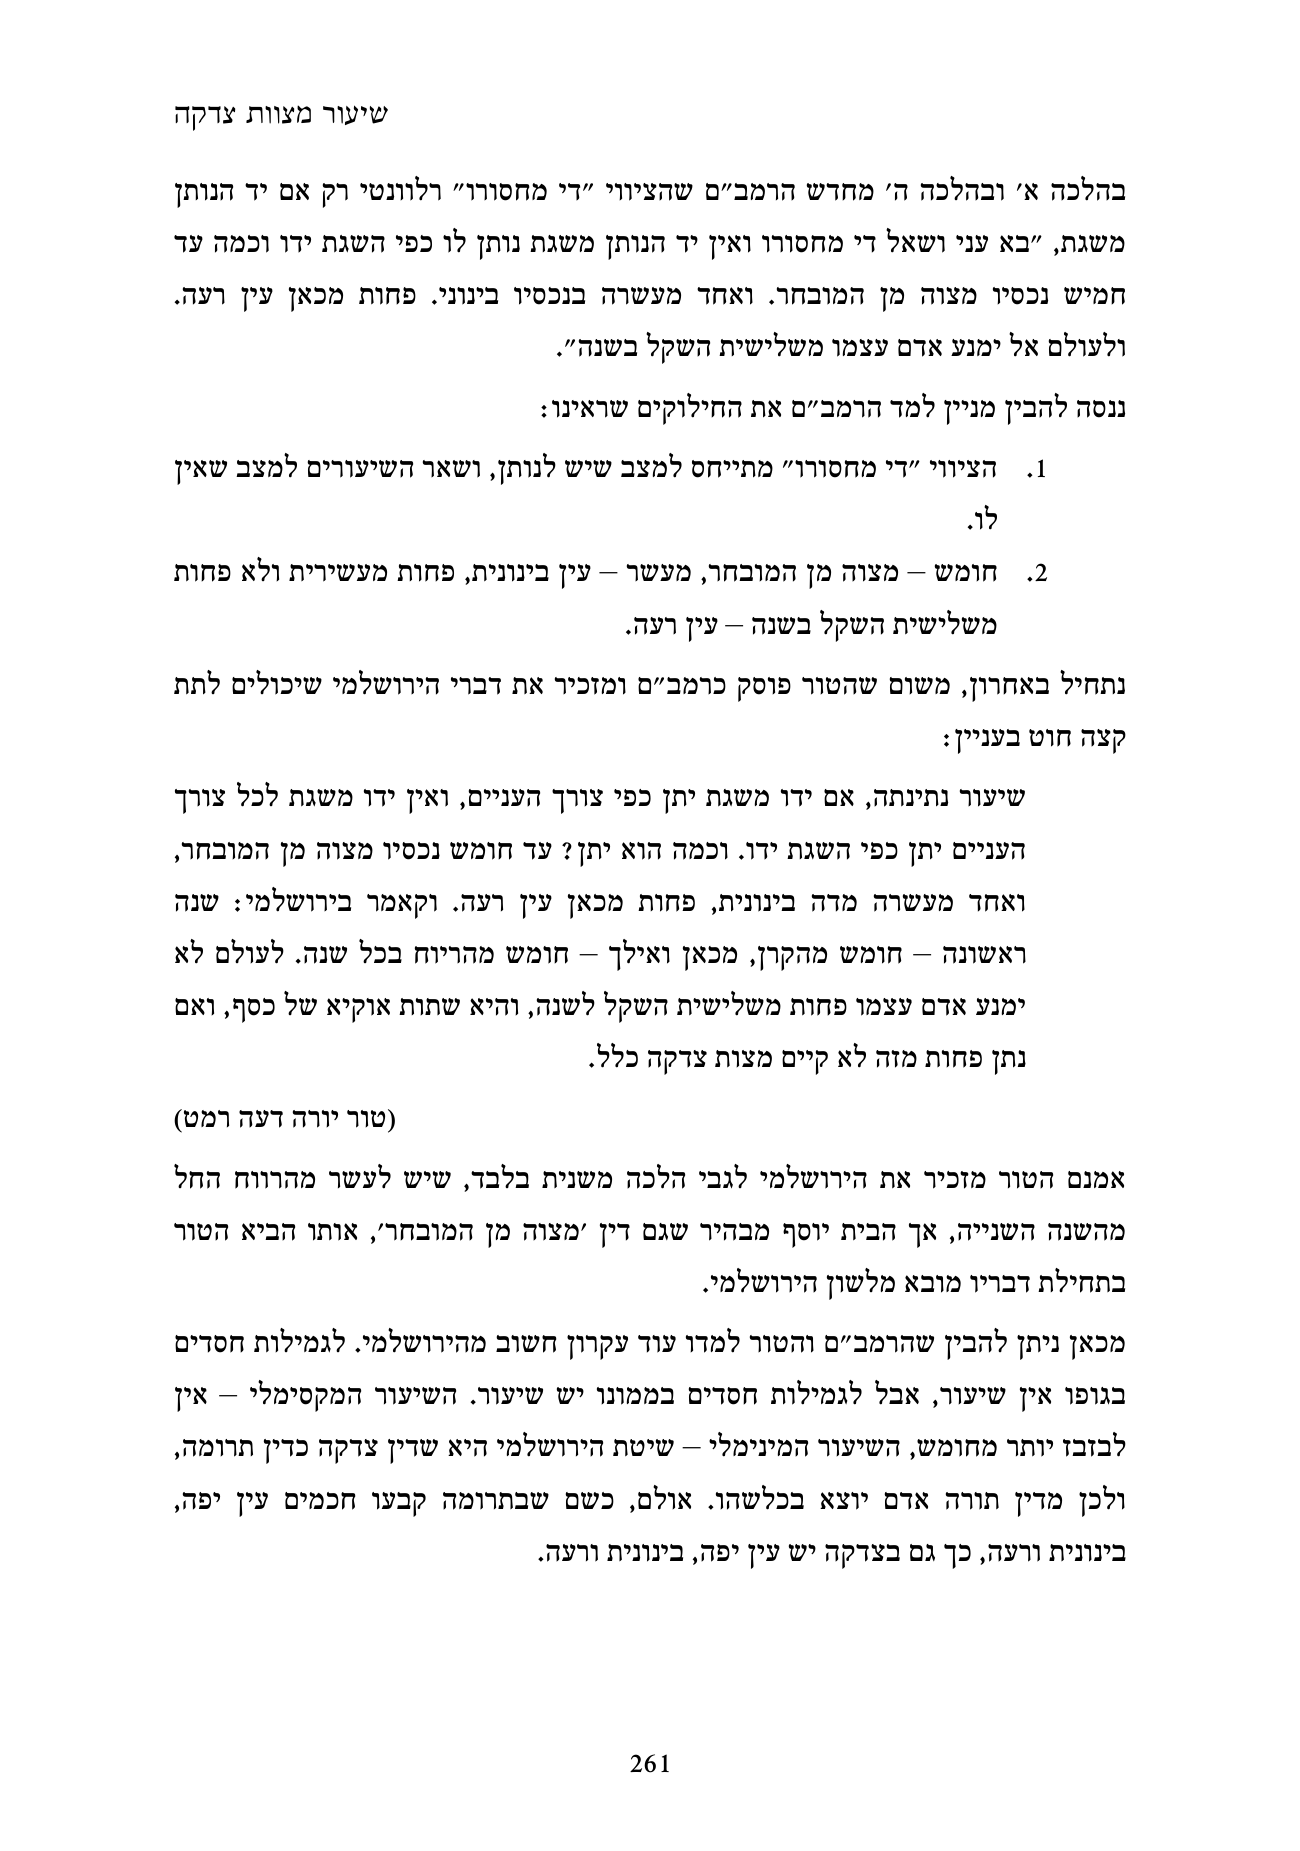 שיעור מצוות צדקה
בהלכה א' ובהלכה ה' מחדש הרמב"ם שהציווי "די מחסורו" רלוונטי רק אם יד הנותן
משגת, "בא עני ושאל די מחסורו ואין יד הנותן משגת נותן לו כפי השגת ידו וכמה עד
חמיש נכסיו מצוה מן המובחר. ואחד מעשרה בנכסיו בינוני. פחות מכאן עין רעה.
ולעולם אל ימנע אדם עצמו משלישית השקל בשנה".
ננסה להבין מניין למד הרמב"ם את החילוקים שראינו:
1. הציווי "די מחסורו" מתייחס למצב שיש לנותן, ושאר השיעורים למצב שאין
לו.
2. חומש – מצוה מן המובחר, מעשר – עין בינונית, פחות מעשירית ולא פחות
משלישית השקל בשנה – עין רעה.
נתחיל באחרון, משום שהטור פוסק כרמב"ם ומזכיר את דברי הירושלמי שיכולים לתת
קצה חוט בעניין:
שיעור נתינתה, אם ידו משגת יתן כפי צורך העניים, ואין ידו משגת לכל צורך
העניים יתן כפי השגת ידו. וכמה הוא יתן? עד חומש נכסיו מצוה מן המובחר,
ואחד מעשרה מדה בינונית, פחות מכאן עין רעה. וקאמר בירושלמי: שנה
ראשונה – חומש מהקרן, מכאן ואילך – חומש מהריוח בכל שנה. לעולם לא
ימנע אדם עצמו פחות משלישית השקל לשנה, והיא שתות אוקיא של כסף, ואם
נתן פחות מזה לא קיים מצות צדקה כלל.
(טור יורה דעה רמט)
אמנם הטור מזכיר את הירושלמי לגבי הלכה משנית בלבד, שיש לעשר מהרווח החל
מהשנה השנייה, אך הבית יוסף מבהיר שגם דין 'מצוה מן המובחר', אותו הביא הטור
בתחילת דבריו מובא מלשון הירושלמי.
מכאן ניתן להבין שהרמב"ם והטור למדו עוד עקרון חשוב מהירושלמי. לגמילות חסדים
בגופו אין שיעור, אבל לגמילות חסדים בממונו יש שיעור. השיעור המקסימלי – אין
לבזבז יותר מחומש, השיעור המינימלי – שיטת הירושלמי היא שדין צדקה כדין תרומה,
ולכן מדין תורה אדם יוצא בכלשהו. אולם, כשם שבתרומה קבעו חכמים עין יפה,
בינונית ורעה, כך גם בצדקה יש עין יפה, בינונית ורעה.
261